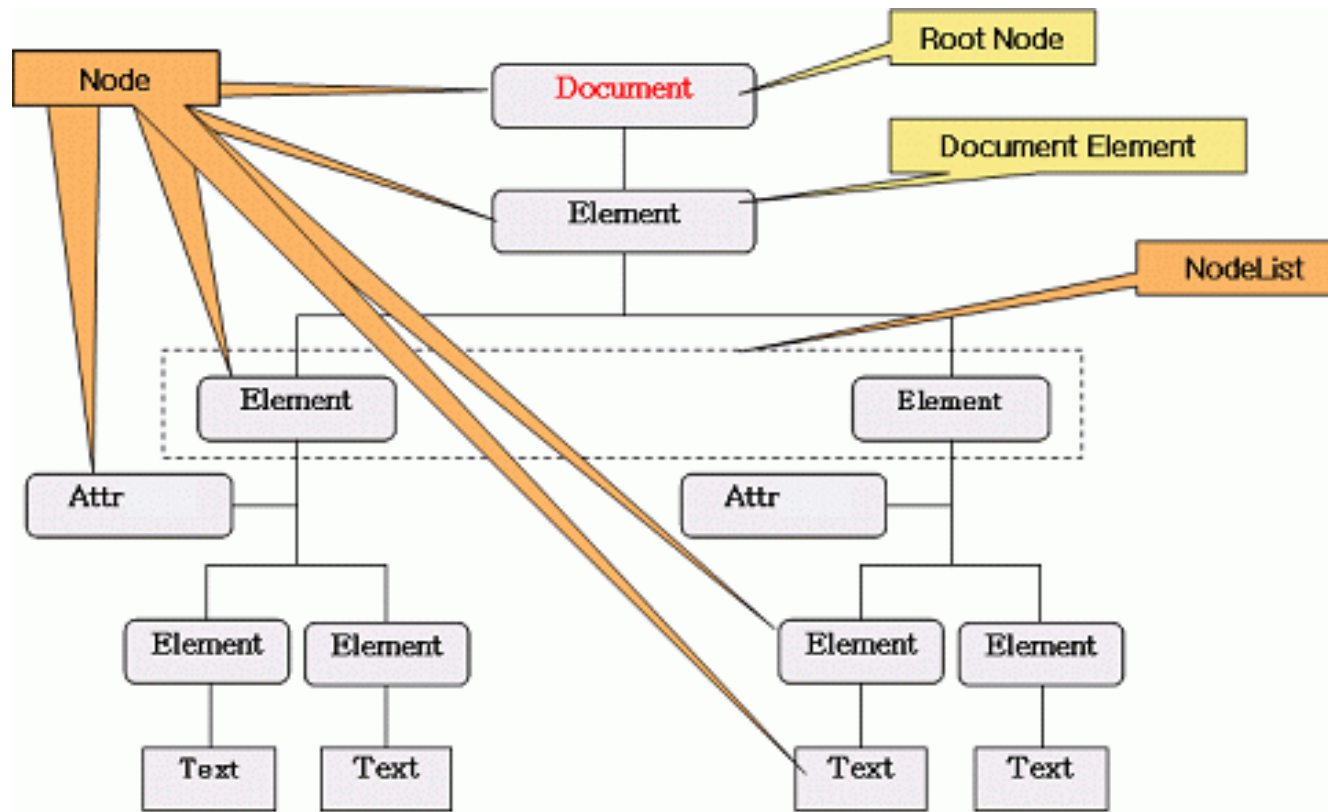 Root Node
Node
Document
Document Element
Element
NodeList
Element
Element
Attr
Attr
Element
Element
Element
Element
Text
Text
Text
Text